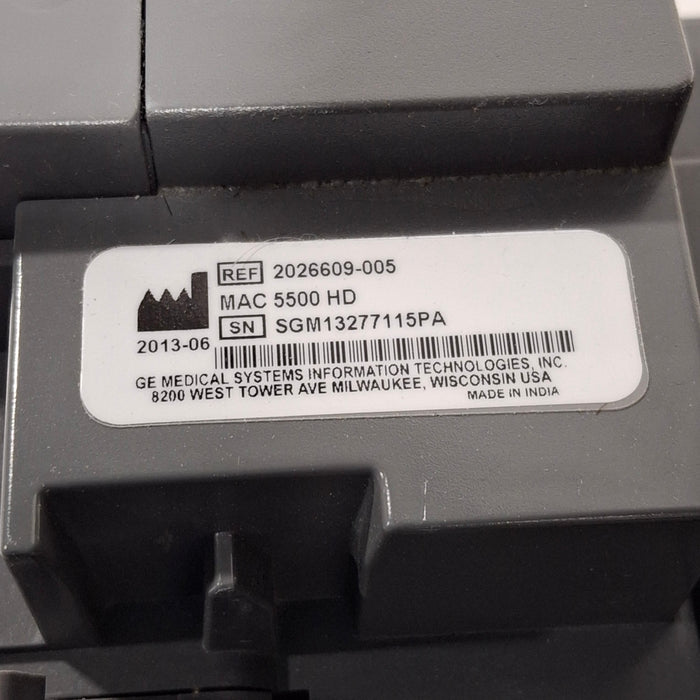 REF 2026609-005
MAC 5500 HD
SN SGM13277115PA
2013-06
GE MEDICAL SYSTEMS INFORMATION TECHNOLOGIES, INC.
8200 WEST TOWER AVE MILWAUKEE, WISCONSIN USA
MADE IN INDIA